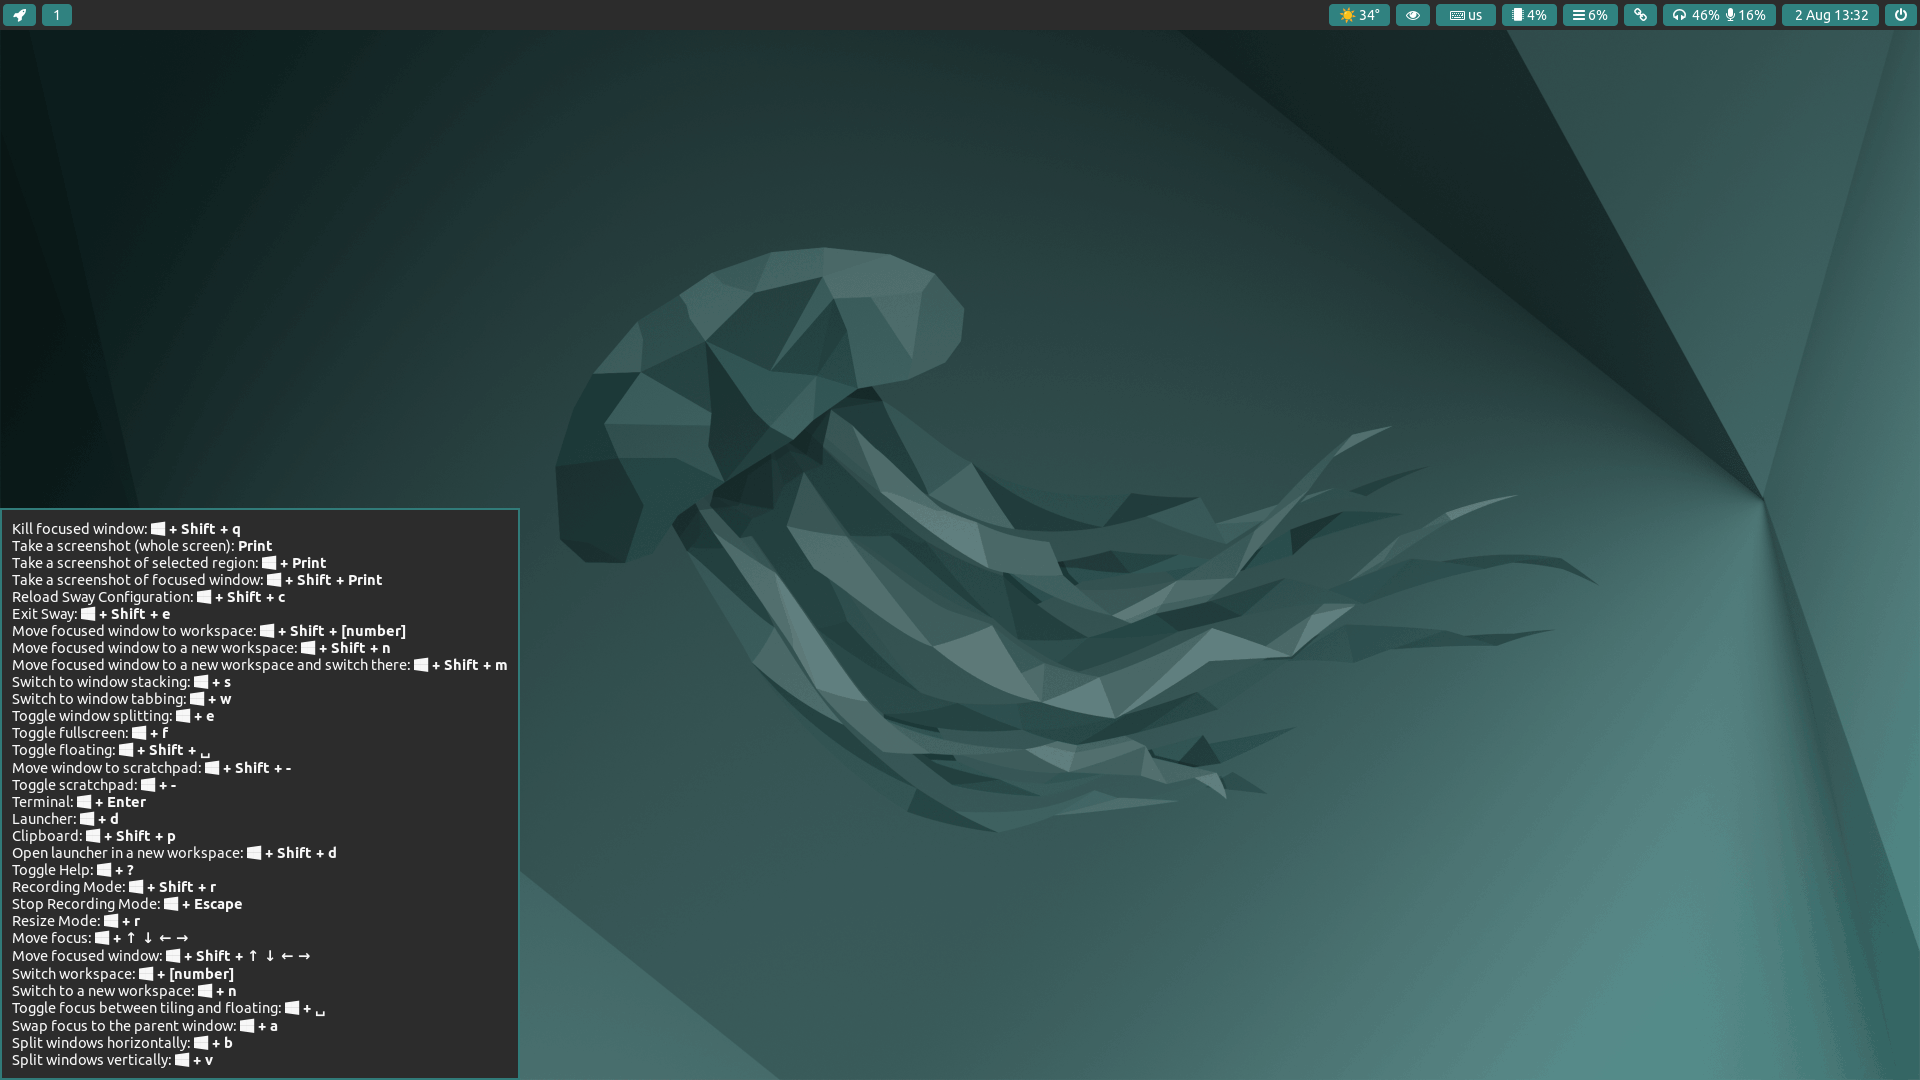 1
34°
us
4%
6%
46% 16%
2 Aug 13:32
Kill focused window: + Shift + q
Take a screenshot (whole screen): Print
Take a screenshot of selected region: + Print
Take a screenshot of focused window: + Shift + Print
Reload Sway Configuration: + Shift + c
Exit Sway: + Shift + e
Move focused window to workspace: + Shift + [number]
Move focused window to a new workspace: + Shift + n
Move focused window to a new workspace and switch there: + Shift + m
Switch to window stacking: + s
Switch to window tabbing: + w
Toggle window splitting: + e
Toggle fullscreen: + f
Toggle floating: + Shift + ␣
Move window to scratchpad: + Shift + -
Toggle scratchpad: + -
Terminal: + Enter
Launcher: + d
Clipboard: + Shift + p
Open launcher in a new workspace: + Shift + d
Toggle Help: + ?
Recording Mode: + Shift + r
Stop Recording Mode: + Escape
Resize Mode: + r
Move focus: + ↑ ↓ ← →
Move focused window: + Shift + ↑ ↓ ← →
Switch workspace: + [number]
Switch to a new workspace: + n
Toggle focus between tiling and floating: + ␣
Swap focus to the parent window: + a
Split windows horizontally: + b
Split windows vertically: + v